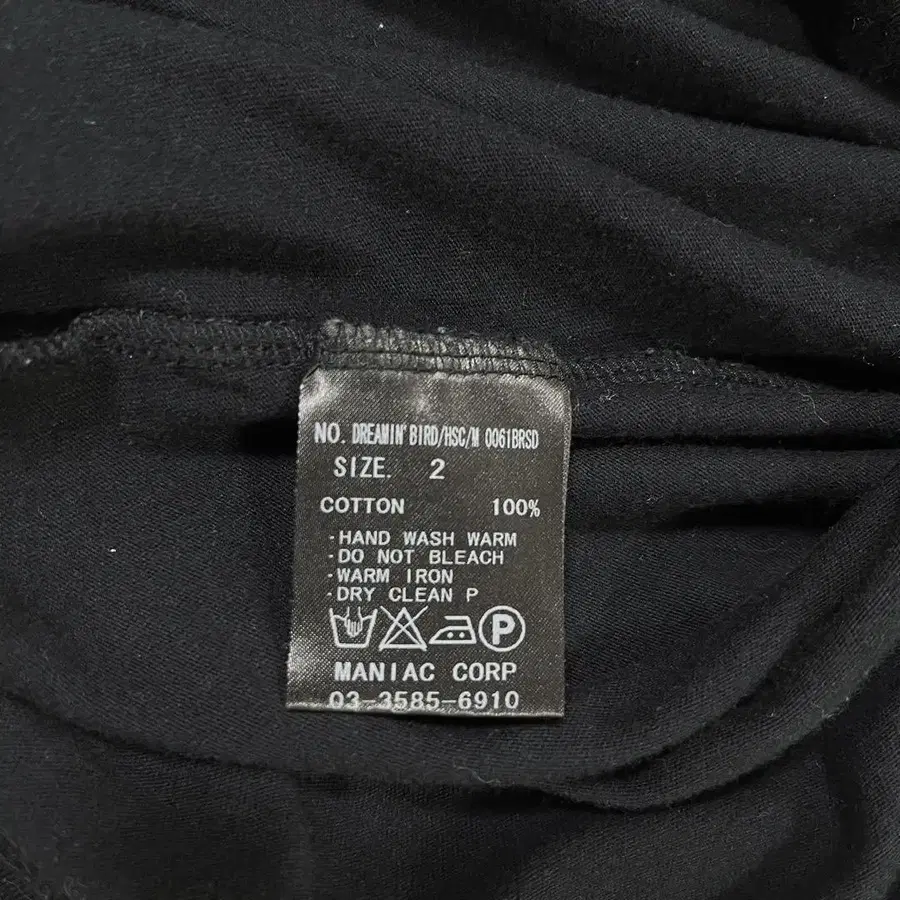 NO. DREAMIN' BIRD/HSC/M 0061BRSD
SIZE. 2
COTTON 100%
·HAND WASH WARM
·DO NOT BLEACH
·WARM IRON
·DRY CLEAN P
P
MANIAC CORP
03-3585-6910